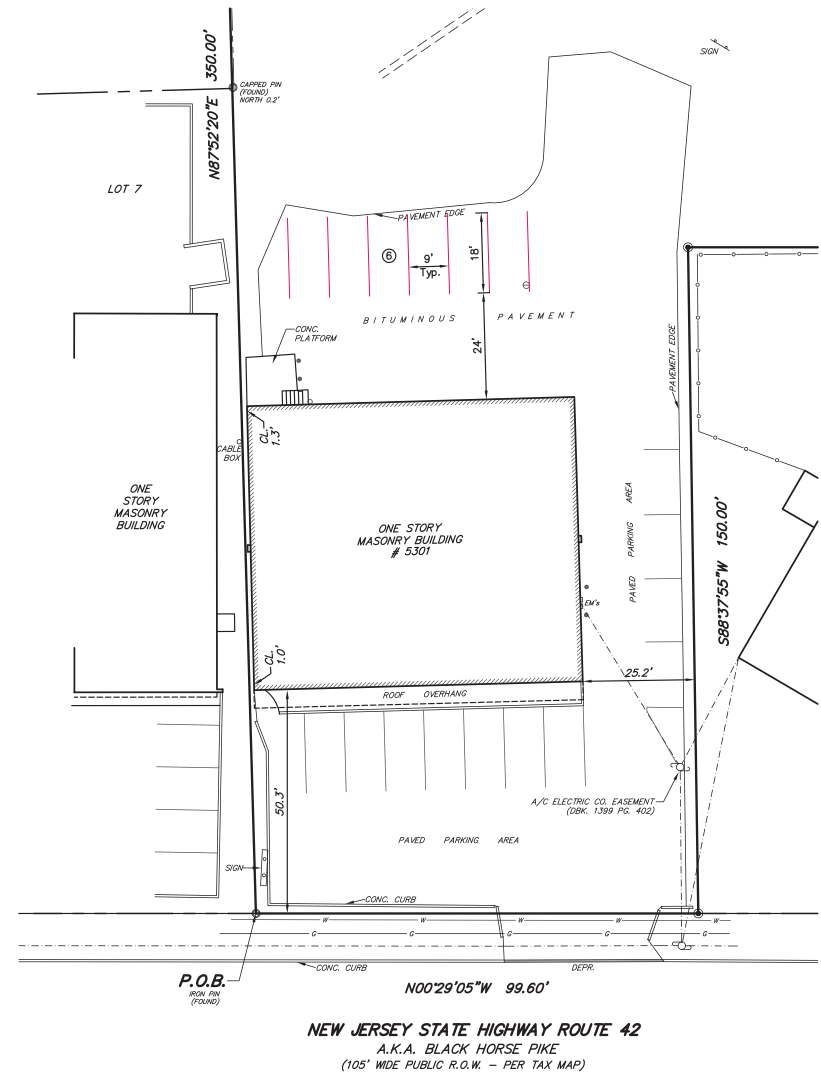 N87°52'20"E 350.00'
CAPPED PIN
(FOUND)
NORTH 0.2'
SIGN
LOT 7
PAVEMENT EDGE
6
9'
Typ.
18'
BITUMINOUS PAVEMENT
24'
CONC.
PLATFORM
PAVEMENT EDGE
CL.
1.3'
CABLE
BOX
ONE
STORY
MASONRY
BUILDING
ONE STORY
MASONRY BUILDING
# 5301
PAVED PARKING AREA
S88°37'55"W 150.00'
EM's
CL.
1.0'
25.2'
ROOF OVERHANG
50.3'
A/C ELECTRIC CO. EASEMENT
(DBK. 1399 PG. 402)
PAVED PARKING AREA
SIGN
CONC. CURB
W W W W W
G G G G G
CONC. CURB
DEPR.
P.O.B.
IRON PIN
(FOUND)
N00°29'05"W 99.60'
NEW JERSEY STATE HIGHWAY ROUTE 42
A.K.A. BLACK HORSE PIKE
(105' WIDE PUBLIC R.O.W. – PER TAX MAP)